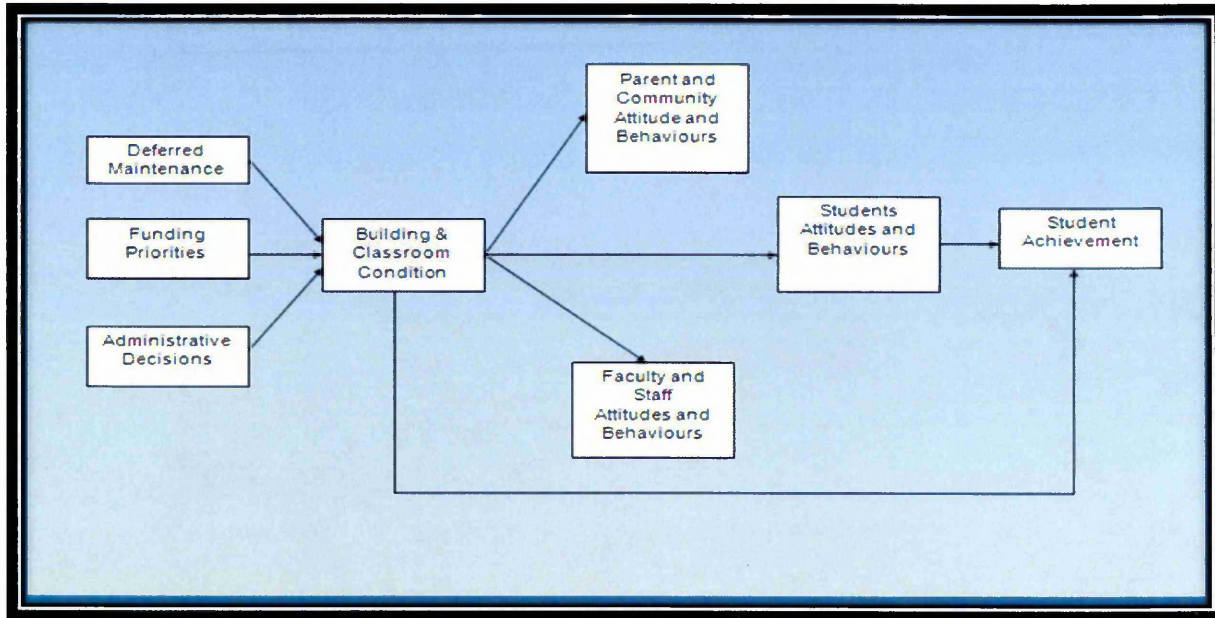 Parent and
Community
Attitude and
Behaviours
Deferred
Maintenance
Funding
Priorities
Building &
Classroom
Condition
Students
Attitudes and
Behaviours
Student
Achievement
Administrative
Decisions
Faculty and
Staff
Attitudes and
Behaviours